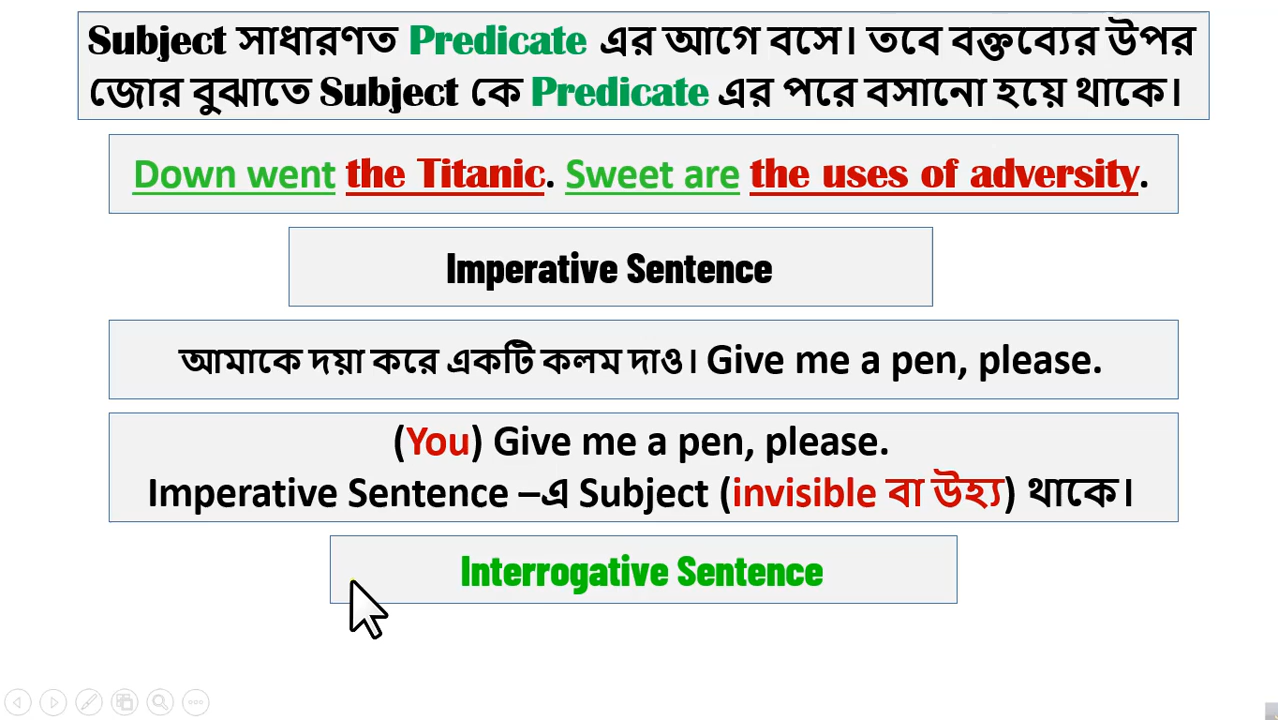 Subject সাধারণত Predicate এর আগে বসে। তবে বক্তব্যের উপর
জোর বুঝাতে Subject কে Predicate এর পরে বসানো হয়ে থাকে।
Down went the Titanic. Sweet are the uses of adversity.
Imperative Sentence
আমাকে দয়া করে একটি কলম দাও। Give me a pen, please.
(You) Give me a pen, please.
Imperative Sentence –এ Subject (invisible বা উহ্য) থাকে।
Interrogative Sentence